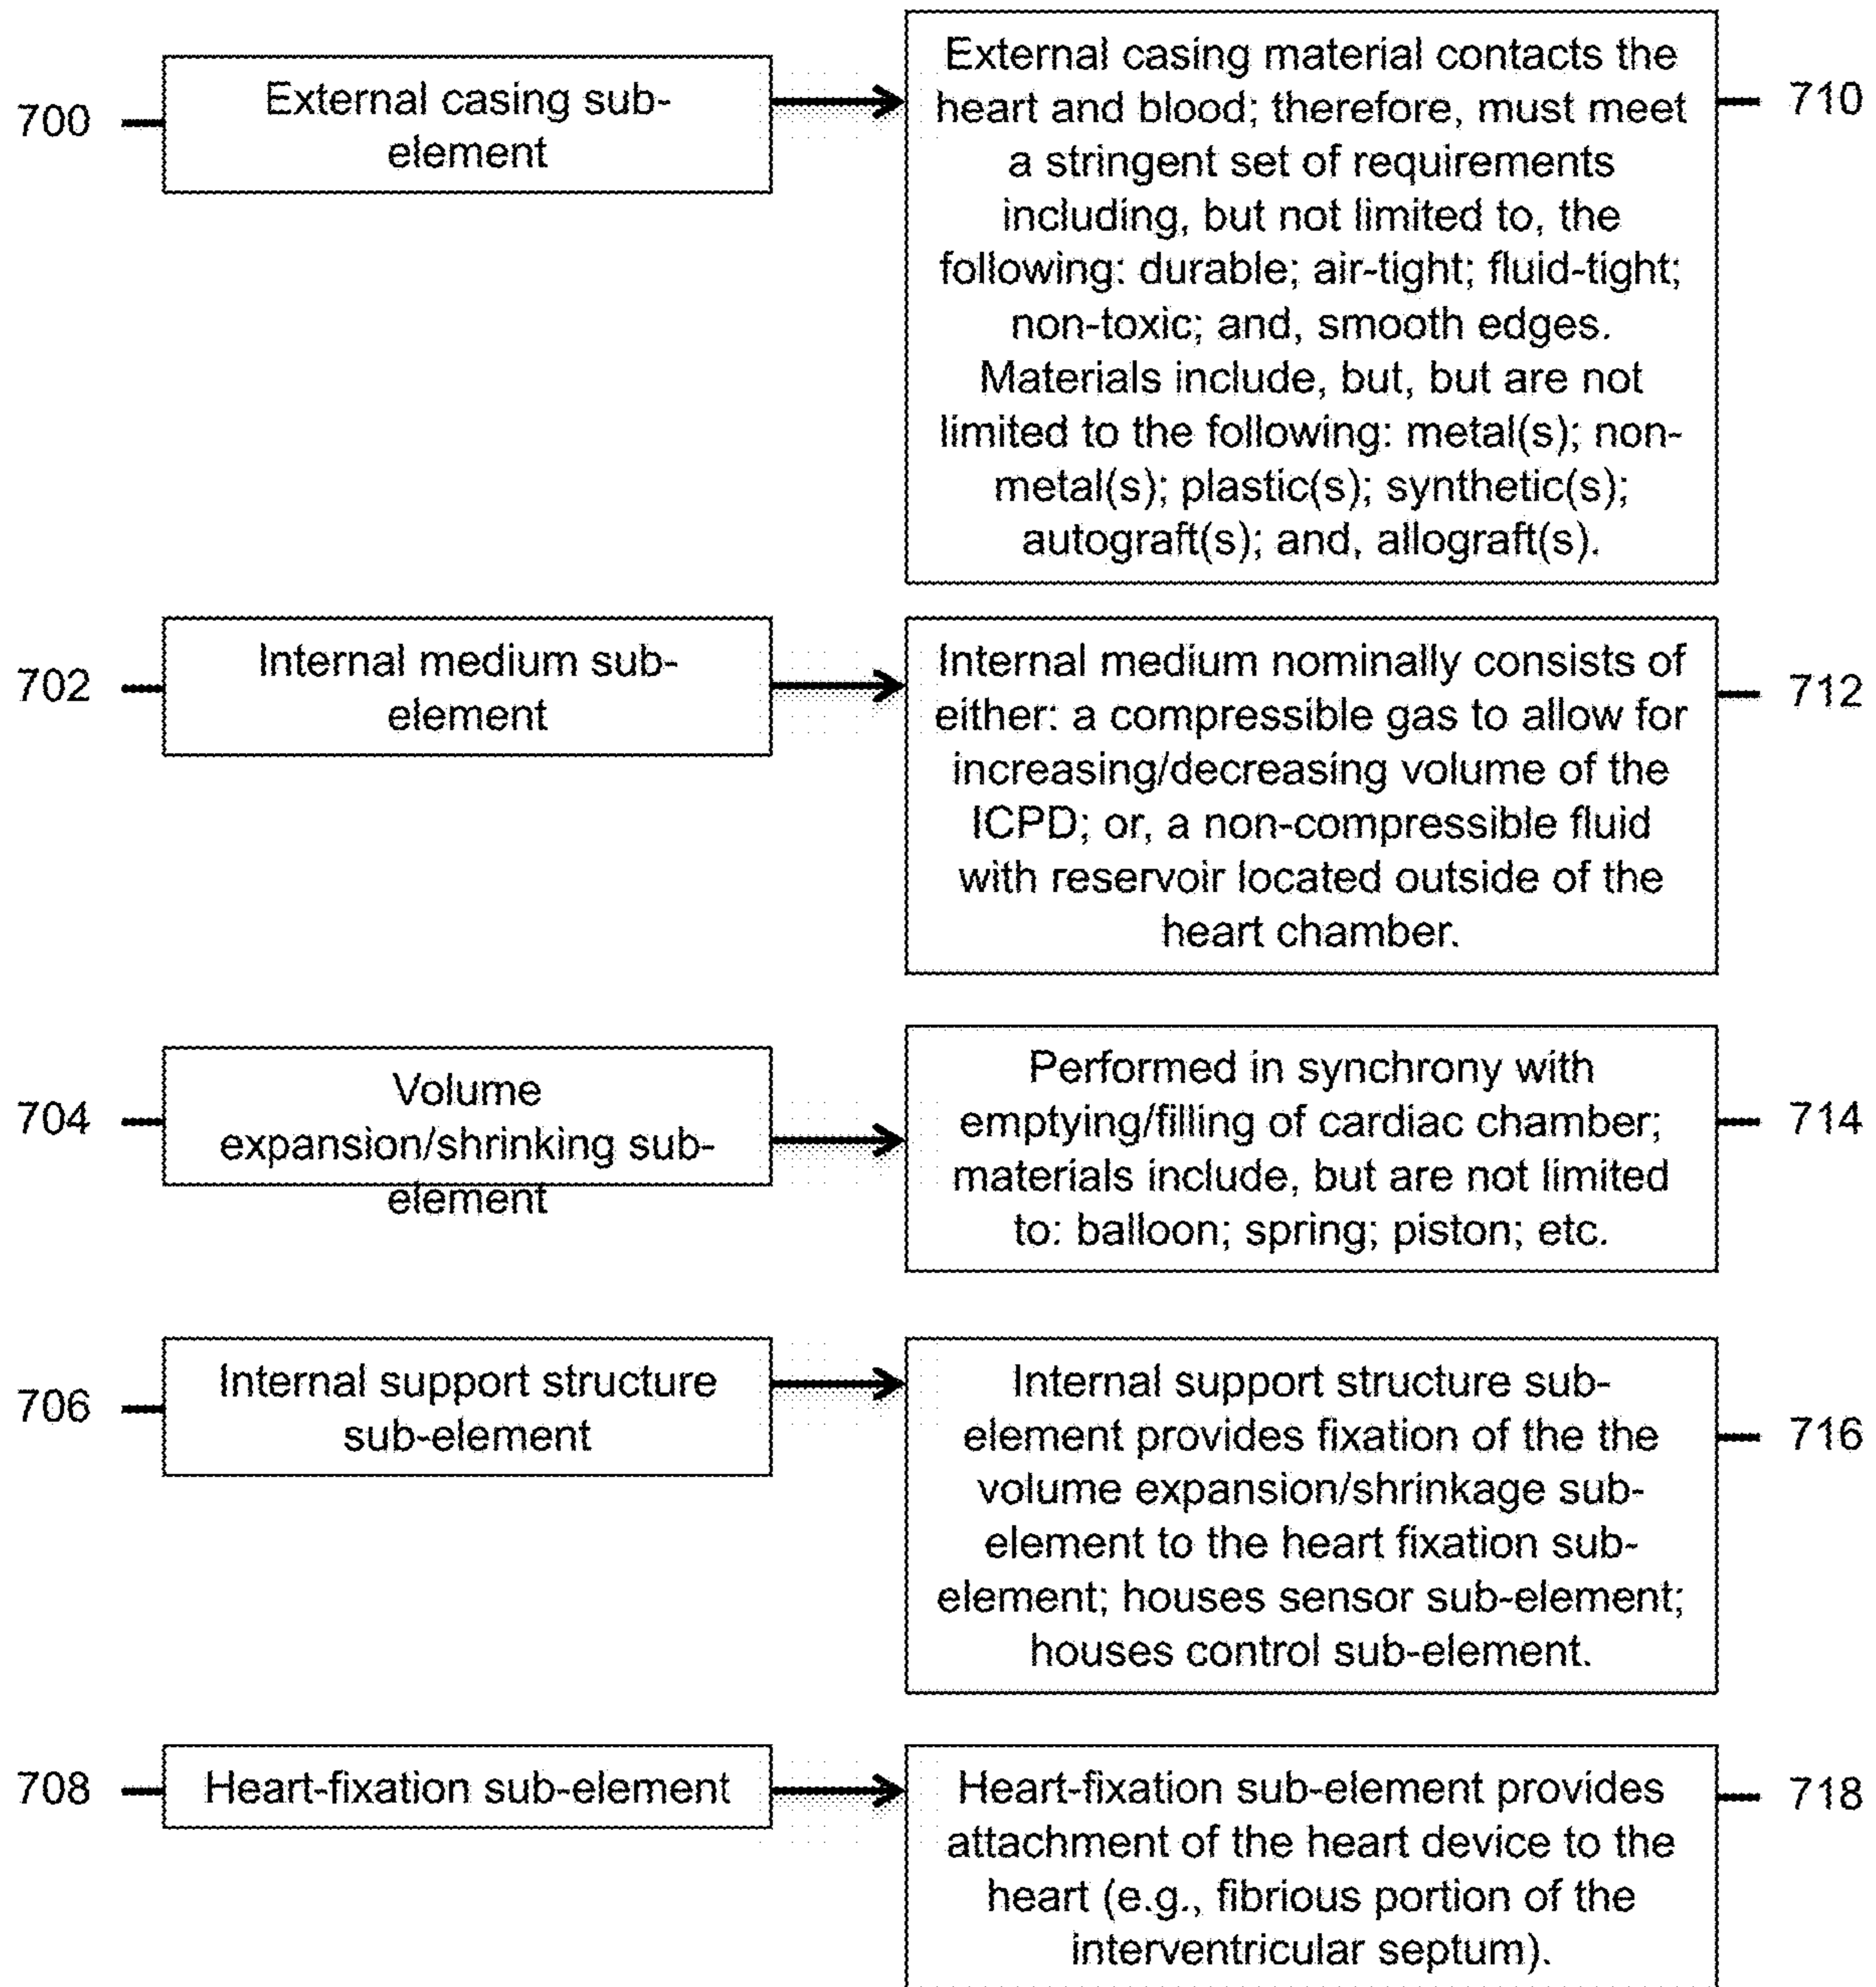 700
External casing sub-
element
External casing material contacts the
heart and blood; therefore, must meet
a stringent set of requirements
including, but not limited to, the
following: durable; air-tight; fluid-tight;
non-toxic; and, smooth edges.
Materials include, but, but are not
limited to the following: metal(s); non-
metal(s); plastic(s); synthetic(s);
autograft(s); and, allograft(s).
710
702
Internal medium sub-
element
Internal medium nominally consists of
either: a compressible gas to allow for
increasing/decreasing volume of the
ICPD; or, a non-compressible fluid
with reservoir located outside of the
heart chamber.
712
704
Volume
expansion/shrinking sub-
element
Performed in synchrony with
emptying/filling of cardiac chamber;
materials include, but are not limited
to: balloon; spring; piston; etc.
714
706
Internal support structure
sub-element
Internal support structure sub-
element provides fixation of the the
volume expansion/shrinkage sub-
element to the heart fixation sub-
element; houses sensor sub-element;
houses control sub-element.
716
708
Heart-fixation sub-element
Heart-fixation sub-element provides
attachment of the heart device to the
heart (e.g., fibrious portion of the
interventricular septum).
718